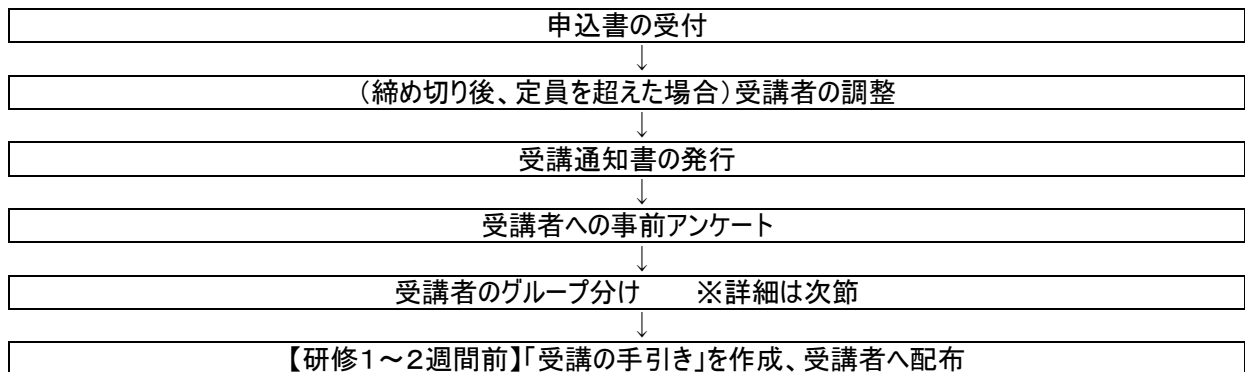 申込書の受付
↓
(締め切り後、定員を超えた場合)受講者の調整
↓
受講通知書の発行
↓
受講者への事前アンケート
↓
受講者のグループ分け　　※詳細は次節
↓
【研修１～２週間前】「受講の手引き」を作成、受講者へ配布